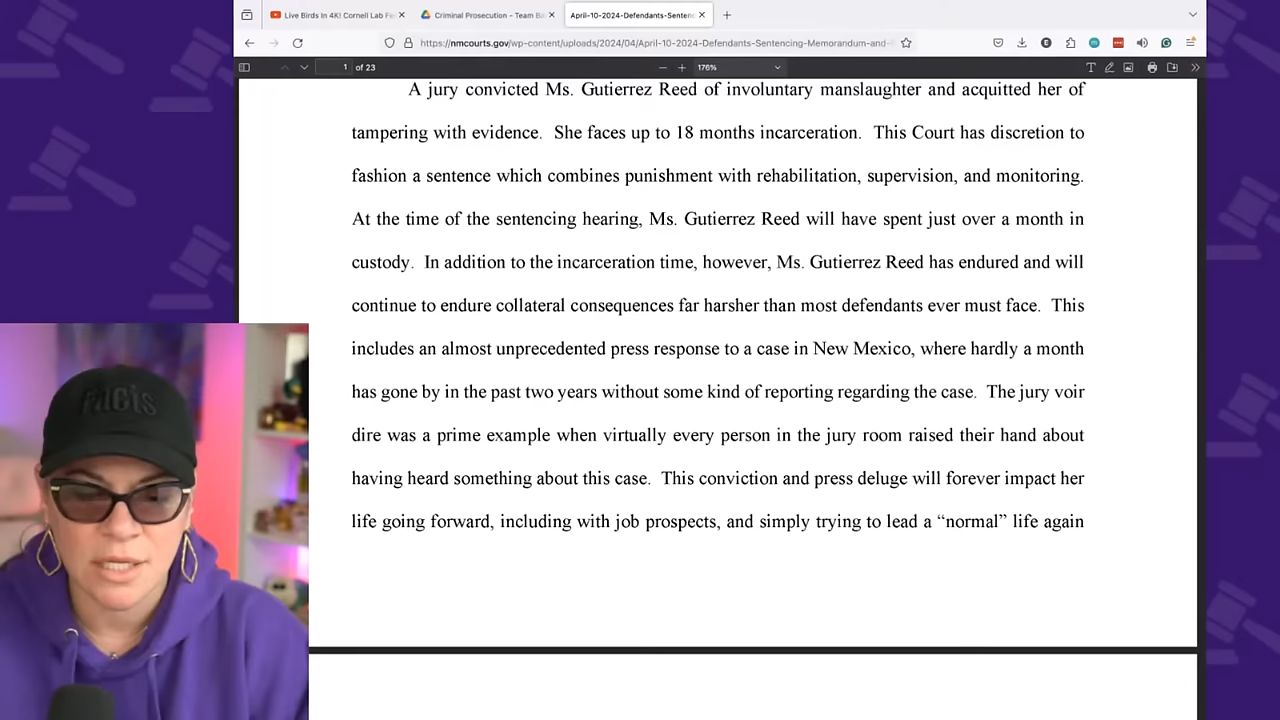 Live Birds In 4K! Cornell Lab Fe
Criminal Prosecution – Team Ba
April-10-2024-Defendants-Senten
https://nmcourts.gov/wp-content/uploads/2024/04/April-10-2024-Defendants-Sentencing-Memorandum-and-
1 of 23
176%
A jury convicted Ms. Gutierrez Reed of involuntary manslaughter and acquitted her of
tampering with evidence. She faces up to 18 months incarceration. This Court has discretion to
fashion a sentence which combines punishment with rehabilitation, supervision, and monitoring.
At the time of the sentencing hearing, Ms. Gutierrez Reed will have spent just over a month in
custody. In addition to the incarceration time, however, Ms. Gutierrez Reed has endured and will
continue to endure collateral consequences far harsher than most defendants ever must face. This
includes an almost unprecedented press response to a case in New Mexico, where hardly a month
has gone by in the past two years without some kind of reporting regarding the case. The jury voir
dire was a prime example when virtually every person in the jury room raised their hand about
having heard something about this case. This conviction and press deluge will forever impact her
life going forward, including with job prospects, and simply trying to lead a “normal” life again
FACTS